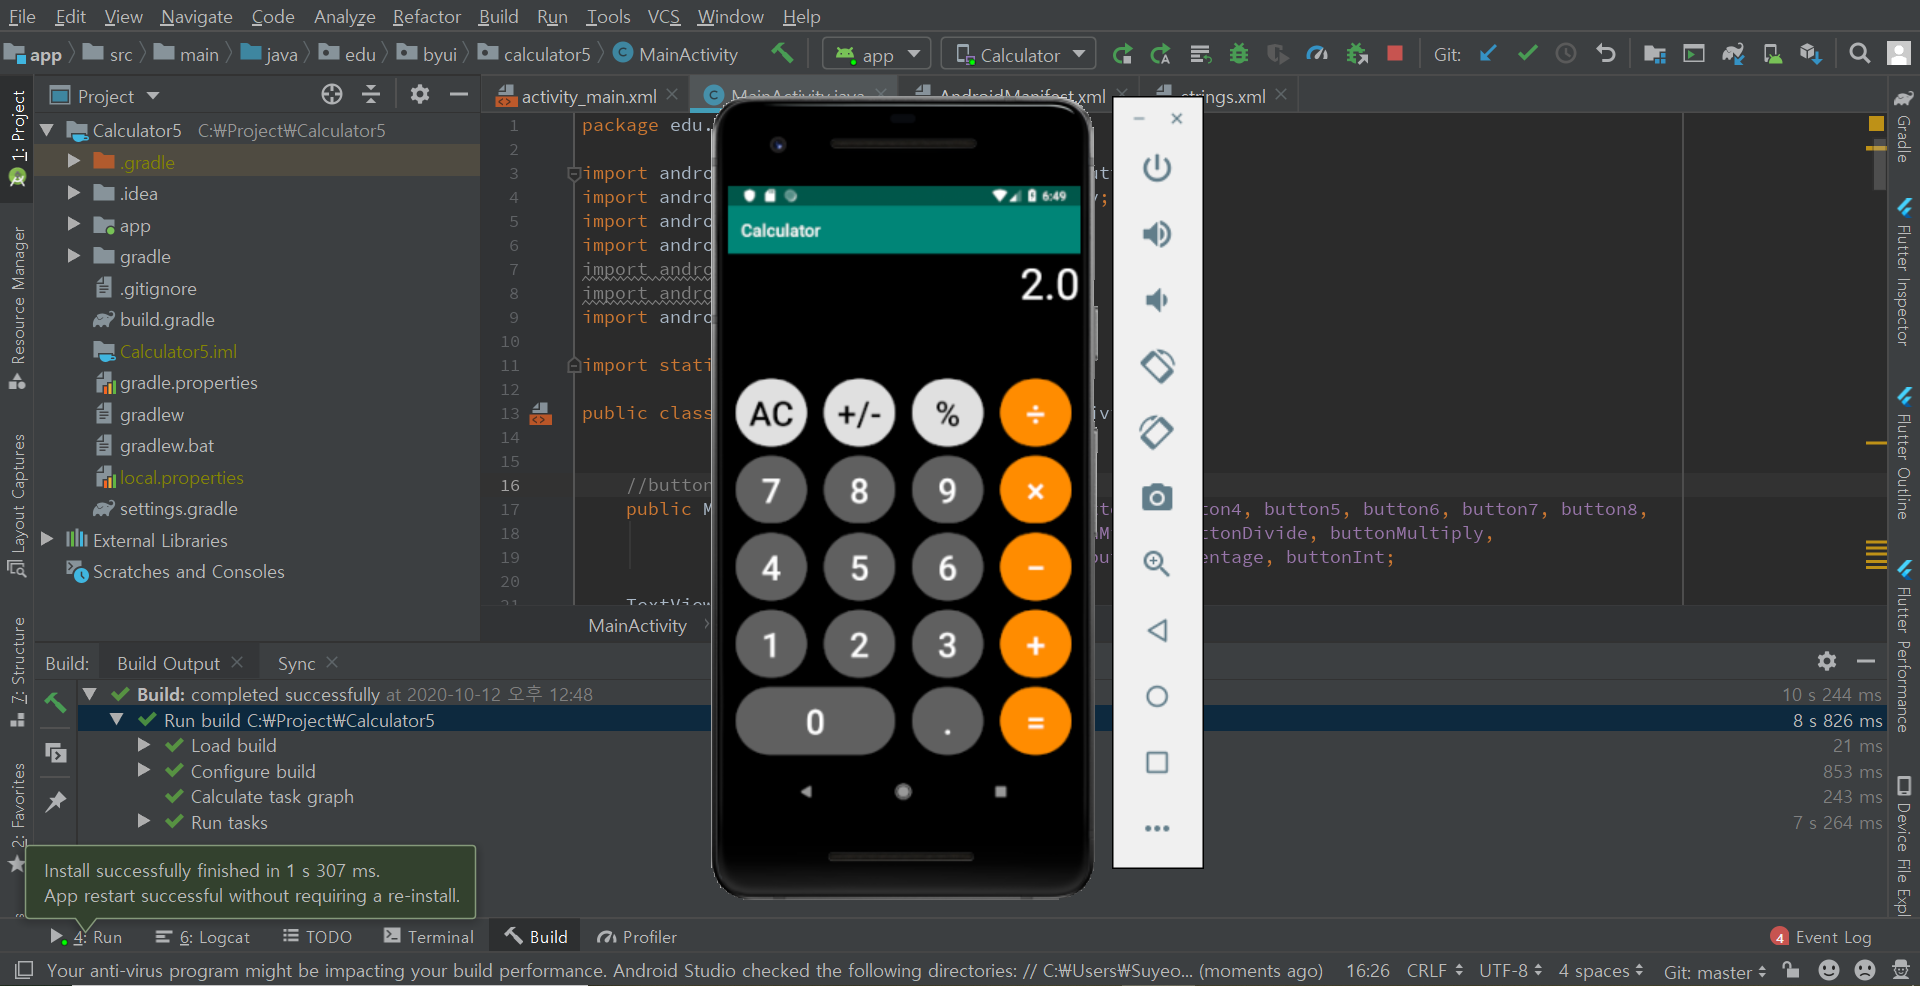 File Edit View Navigate Code Analyze Refactor Build Run Tools VCS Window Help
app src main java edu byui calculator5 MainActivity app Calculator Git:
Project
activity_main.xml MainActivity.java AndroidManifest.xml strings.xml
1: Project
Resource Manager
Layout Captures
7: Structure
2: Favorites
Calculator5 C:₩Project₩Calculator5
.gradle
.idea
app
gradle
.gitignore
build.gradle
Calculator5.iml
gradle.properties
gradlew
gradlew.bat
local.properties
settings.gradle
External Libraries
Scratches and Consoles
1 package edu.
2
3 import andro
4 import andro
5 import andro
6 import andro
7 import andro
8 import andro
9 import andro
10
11 import stati
12
13 public class
14
15
16 //button
17 public M on4, button5, button6, button7, button8,
18 tonDivide, buttonMultiply,
19 entage, buttonInt;
20
21 TextView
MainActivity
6:49
Calculator
2.0
AC +/- % ÷
7 8 9 ×
4 5 6 −
1 2 3 +
0 . =
Gradle
Flutter Inspector
Flutter Outline
Flutter Performance
Device File Expl
Build: Build Output Sync
Build: completed successfully at 2020-10-12 오후 12:48 10 s 244 ms
Run build C:₩Project₩Calculator5 8 s 826 ms
Load build 21 ms
Configure build 853 ms
Calculate task graph 243 ms
Run tasks 7 s 264 ms
Install successfully finished in 1 s 307 ms.
App restart successful without requiring a re-install.
4: Run 6: Logcat TODO Terminal Build Profiler 4 Event Log
Your anti-virus program might be impacting your build performance. Android Studio checked the following directories: // C:₩Users₩Suyeo... (moments ago) 16:26 CRLF UTF-8 4 spaces Git: master